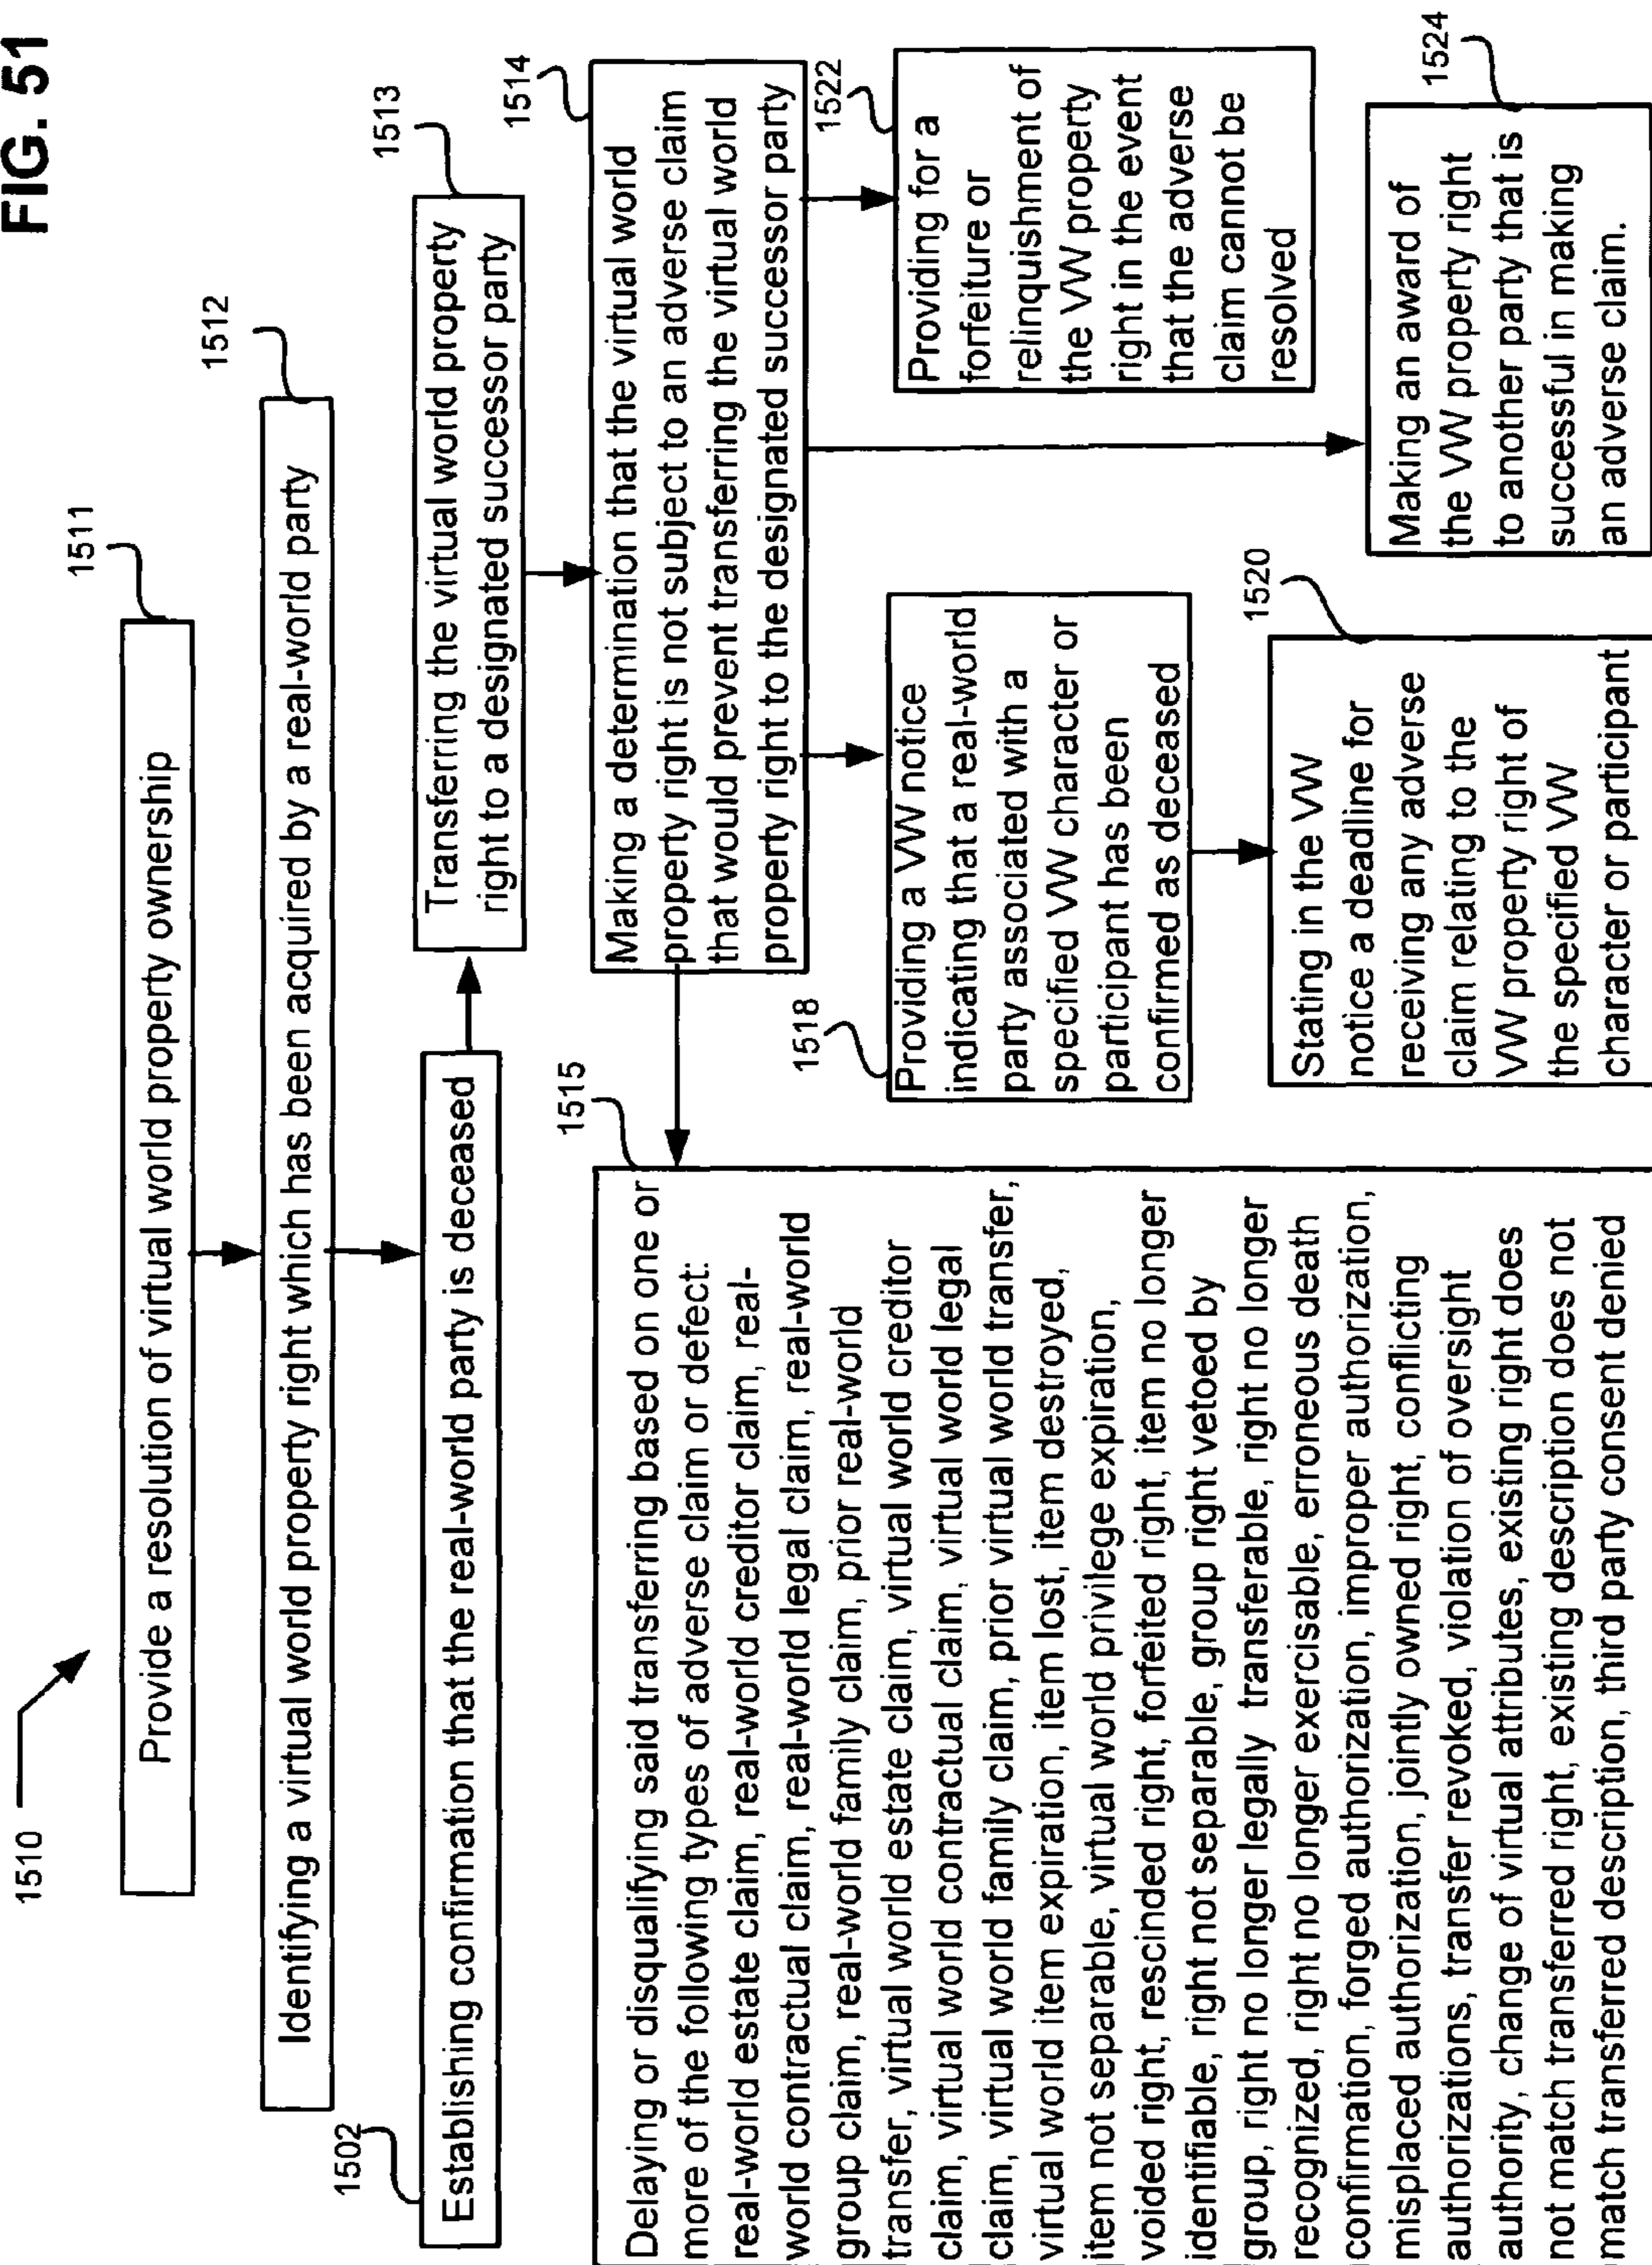 FIG. 51
1510
1511
Provide a resolution of virtual world property ownership
1512
Identifying a virtual world property right which has been acquired by a real-world party
1502
Establishing confirmation that the real-world party is deceased
1513
Transferring the virtual world property
right to a designated successor party
1514
Making a determination that the virtual world
property right is not subject to an adverse claim
that would prevent transferring the virtual world
property right to the designated successor party
1515
Delaying or disqualifying said transferring based on one or
more of the following types of adverse claim or defect:
real-world estate claim, real-world creditor claim, real-
world contractual claim, real-world legal claim, real-world
group claim, real-world family claim, prior real-world
transfer, virtual world estate claim, virtual world creditor
claim, virtual world contractual claim, virtual world legal
claim, virtual world family claim, prior virtual world transfer,
virtual world item expiration, item lost, item destroyed,
item not separable, virtual world privilege expiration,
voided right, rescinded right, forfeited right, item no longer
identifiable, right not separable, group right vetoed by
group, right no longer legally transferable, right no longer
recognized, right no longer exercisable, erroneous death
confirmation, forged authorization, improper authorization,
misplaced authorization, jointly owned right, conflicting
authorizations, transfer revoked, violation of oversight
authority, change of virtual attributes, existing right does
not match transferred right, existing description does not
match transferred description, third party consent denied
1518
Providing a VW notice
indicating that a real-world
party associated with a
specified VW character or
participant has been
confirmed as deceased
1520
Stating in the VW
notice a deadline for
receiving any adverse
claim relating to the
VW property right of
the specified VW
character or participant
1522
Providing for a
forfeiture or
relinquishment of
the VW property
right in the event
that the adverse
claim cannot be
resolved
1524
Making an award of
the VW property right
to another party that is
successful in making
an adverse claim.